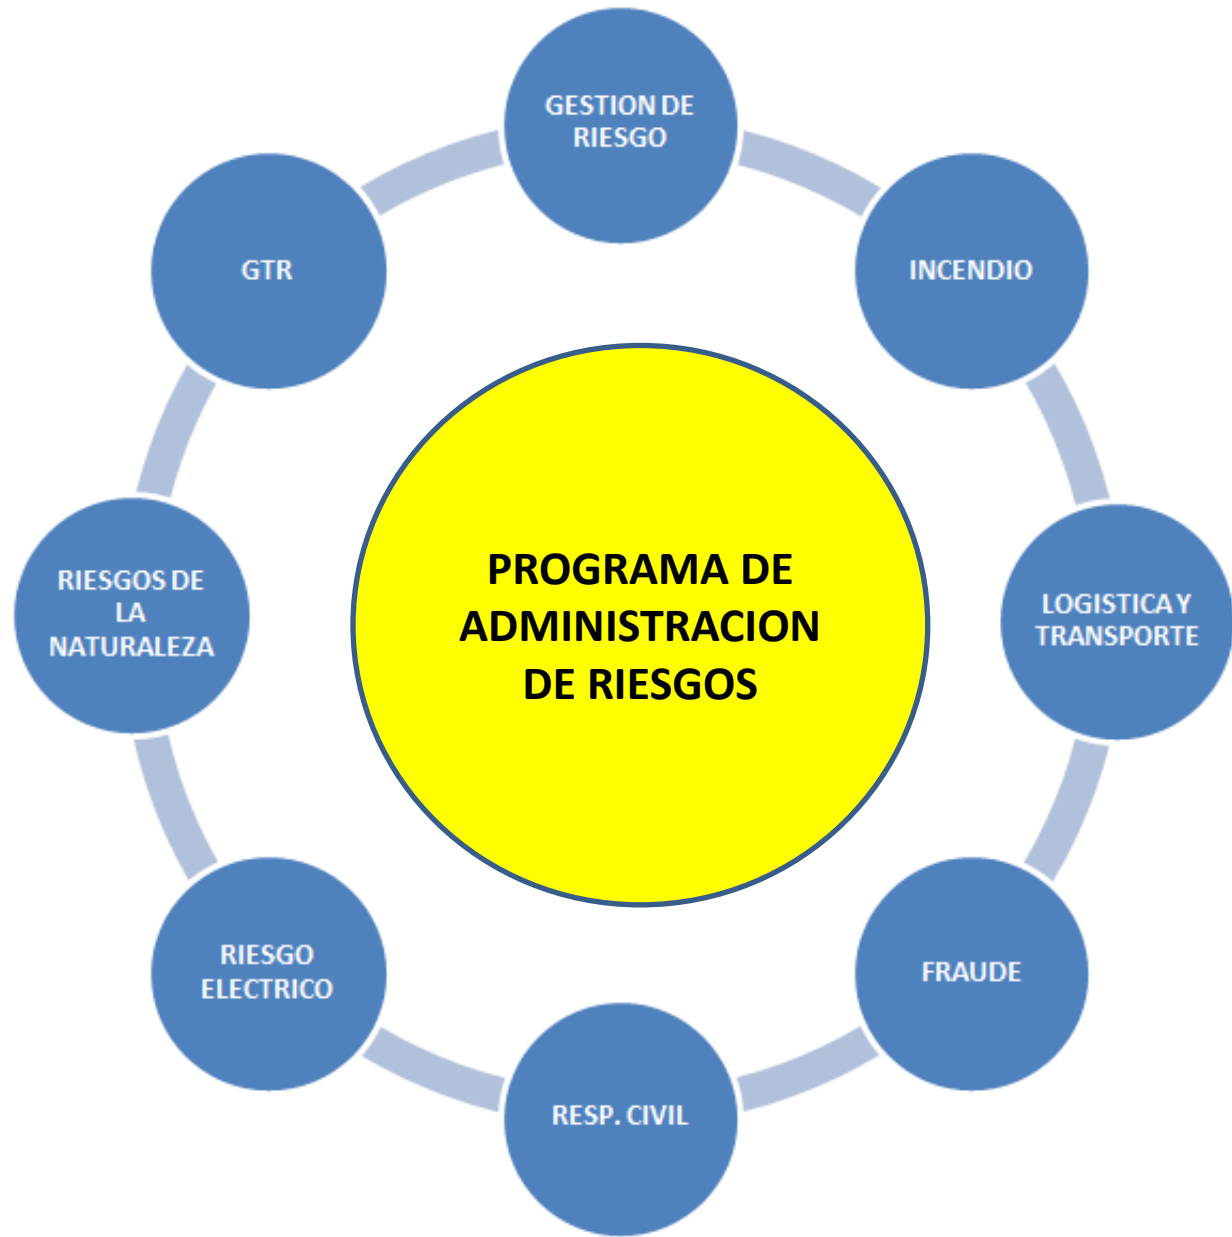 GESTION DE
RIESGO
GTR
INCENDIO
PROGRAMA DE
ADMINISTRACION
DE RIESGOS
RIESGOS DE
LA
NATURALEZA
LOGISTICA Y
TRANSPORTE
RIESGO
ELECTRICO
FRAUDE
RESP. CIVIL